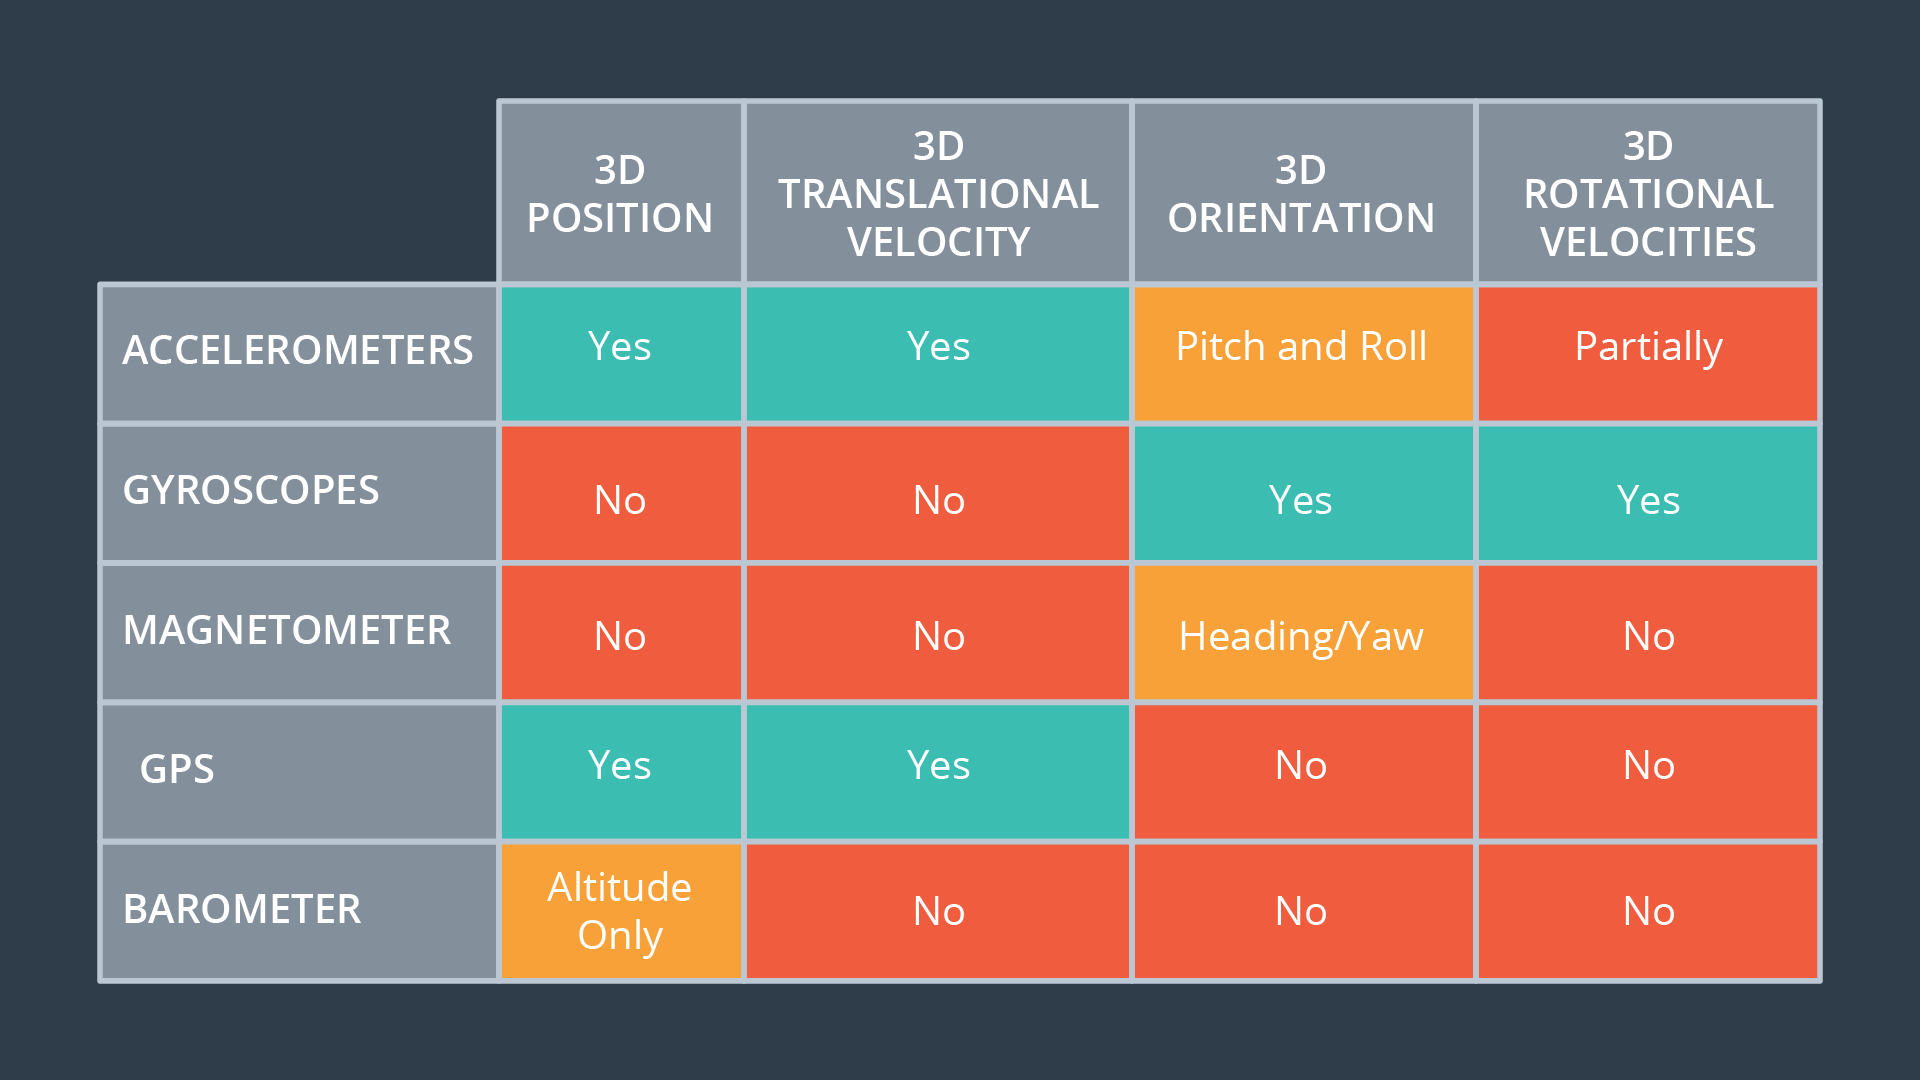 3D
POSITION
3D
TRANSLATIONAL
VELOCITY
3D
ORIENTATION
3D
ROTATIONAL
VELOCITIES
ACCELEROMETERS
Yes
Yes
Pitch and Roll
Partially
GYROSCOPES
No
No
Yes
Yes
MAGNETOMETER
No
No
Heading/Yaw
No
GPS
Yes
Yes
No
No
BAROMETER
Altitude
Only
No
No
No